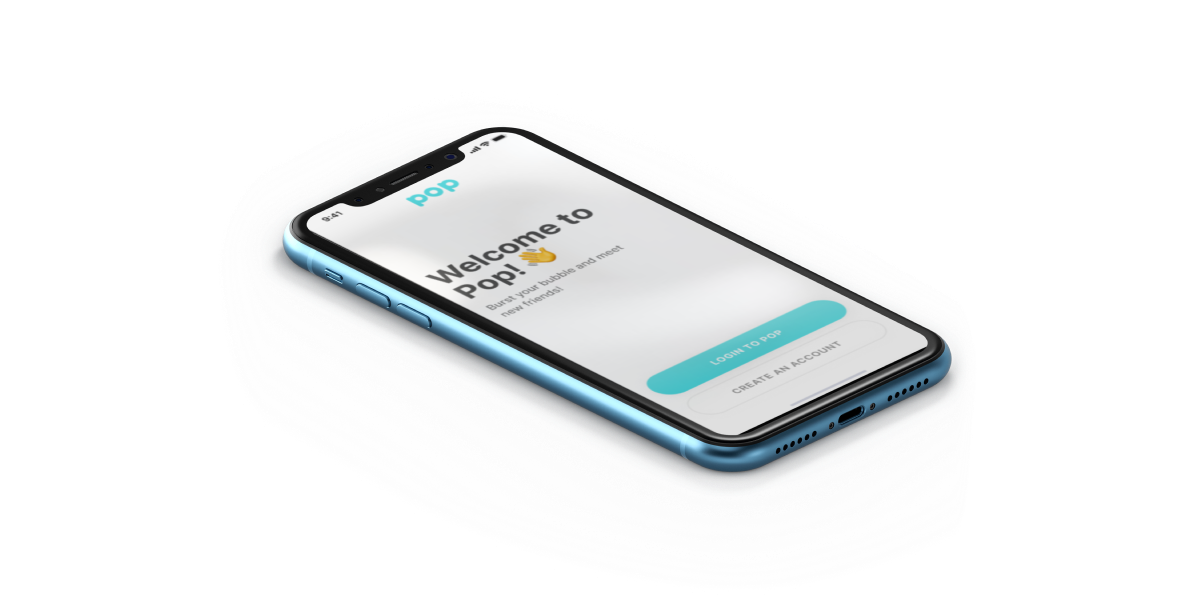 9:41
pop
Welcome to
Pop! 👋
Burst your bubble and meet
new friends!
LOGIN TO POP
CREATE AN ACCOUNT